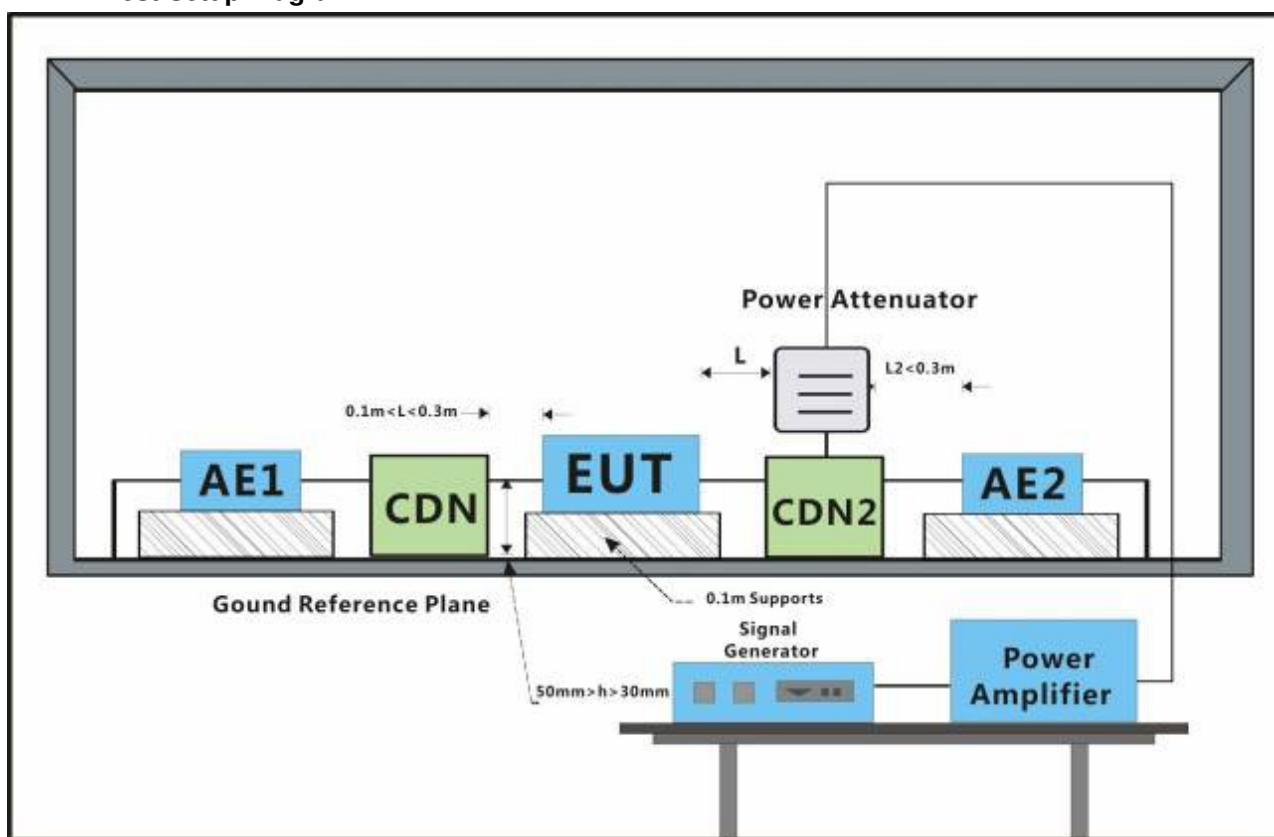 Power Attenuator
L
L2<0.3m
0.1m<L<0.3m
AE1
CDN
EUT
CDN2
AE2
Gound Reference Plane
0.1m Supports
Signal
Generator
50mm>h>30mm
Power
Amplifier